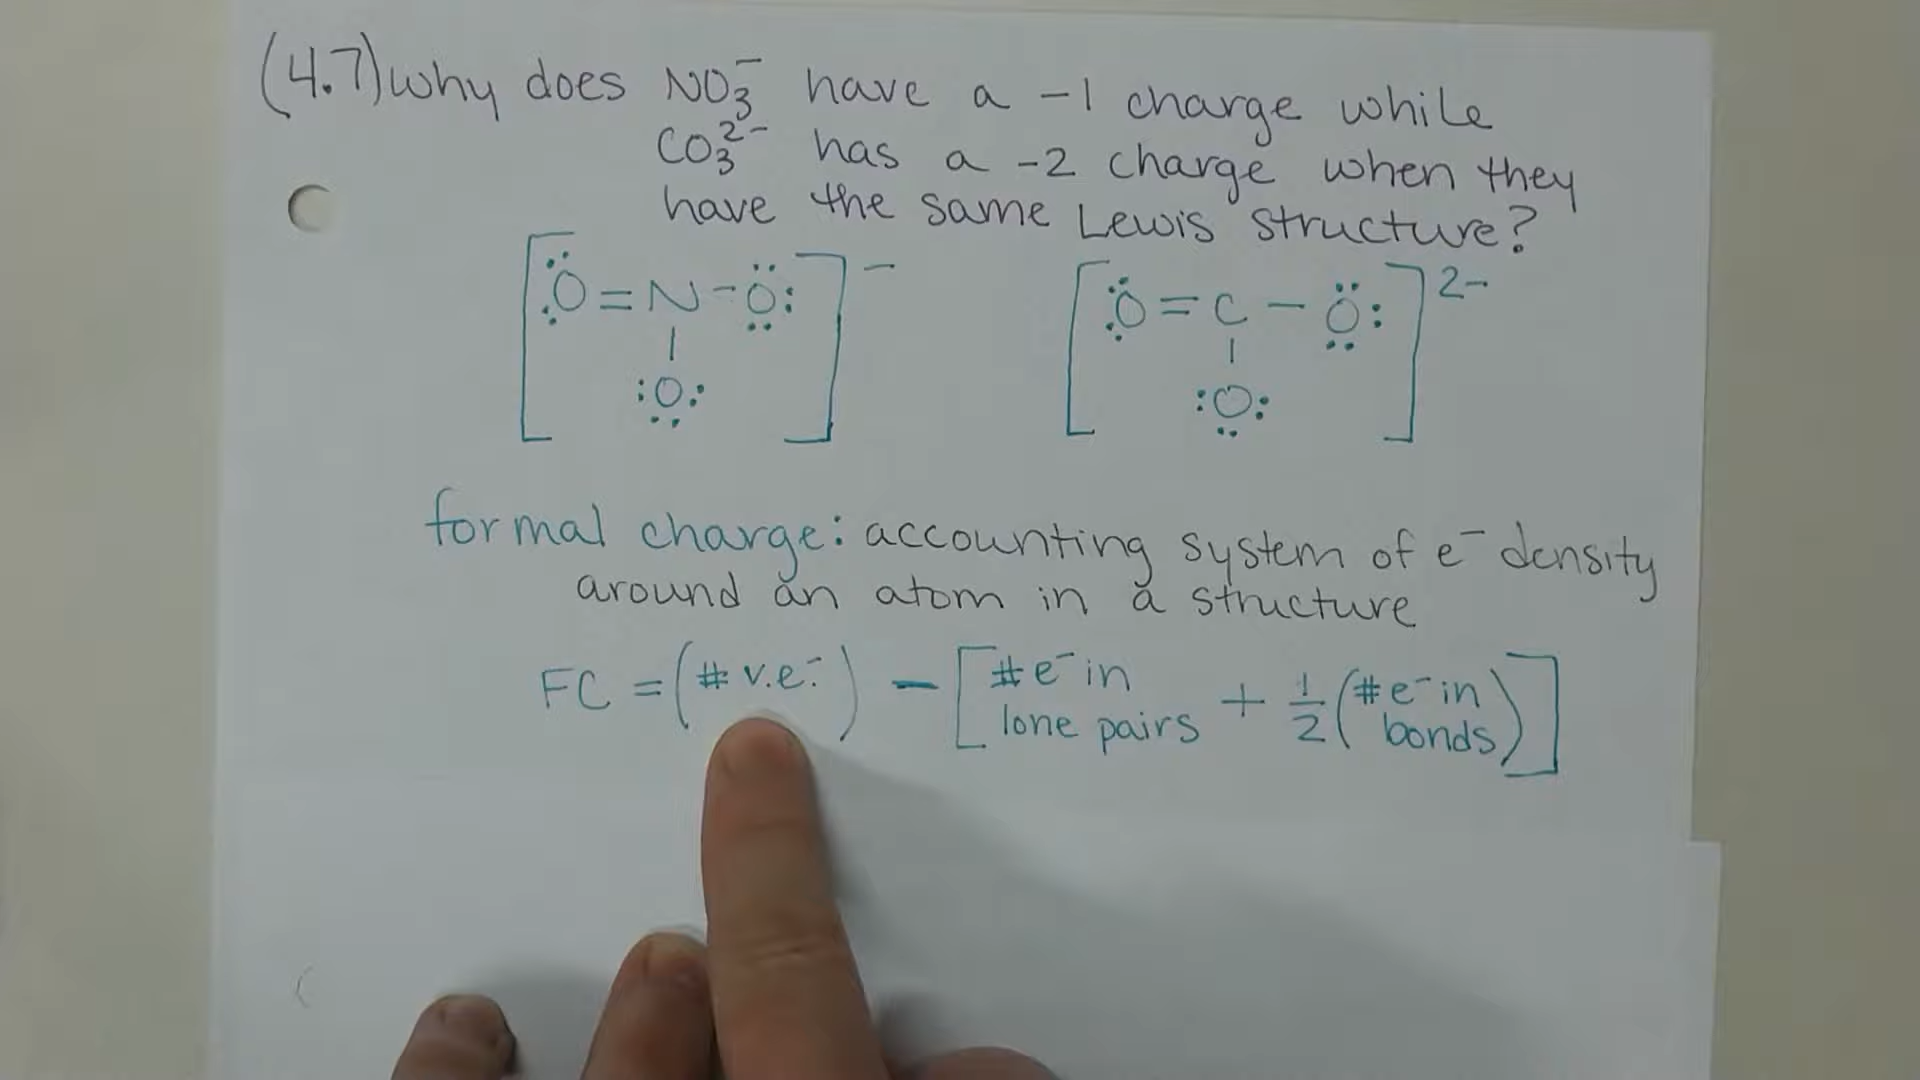 (4.7) why does NO₃⁻ have a -1 charge while
CO₃²⁻ has a -2 charge when they
have the same Lewis structure?
[O=N-O]⁻ [O=C-O]²⁻
| |
:O: :O:
formal charge: accounting system of e⁻ density
around an atom in a structure
FC = (# v.e⁻) - [# e⁻ in lone pairs + 1/2 (# e⁻ in bonds)]